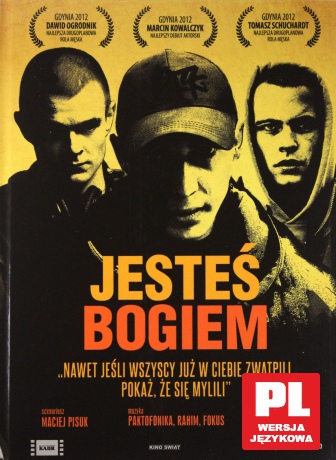 GDYNIA 2012
DAWID OGRODNIK
NAJLEPSZA DRUGOPLANOWA
ROLA MĘSKA
GDYNIA 2012
MARCIN KOWALCZYK
NAJLEPSZY DEBIUT AKTORSKI
GDYNIA 2012
TOMASZ SCHUCHARDT
NAJLEPSZA DRUGOPLANOWA
ROLA MĘSKA
JESTEŚ
BOGIEM
„NAWET JEŚLI WSZYSCY JUŻ W CIEBIE ZWĄTPILI
POKAŻ, ŻE SIĘ MYLILI”
scenariusz
MACIEJ PISUK
muzyka
PAKTOFONIKA, RAHIM, FOKUS
KADR
KINO ŚWIAT
PL
WERSJA
JĘZYKOWA